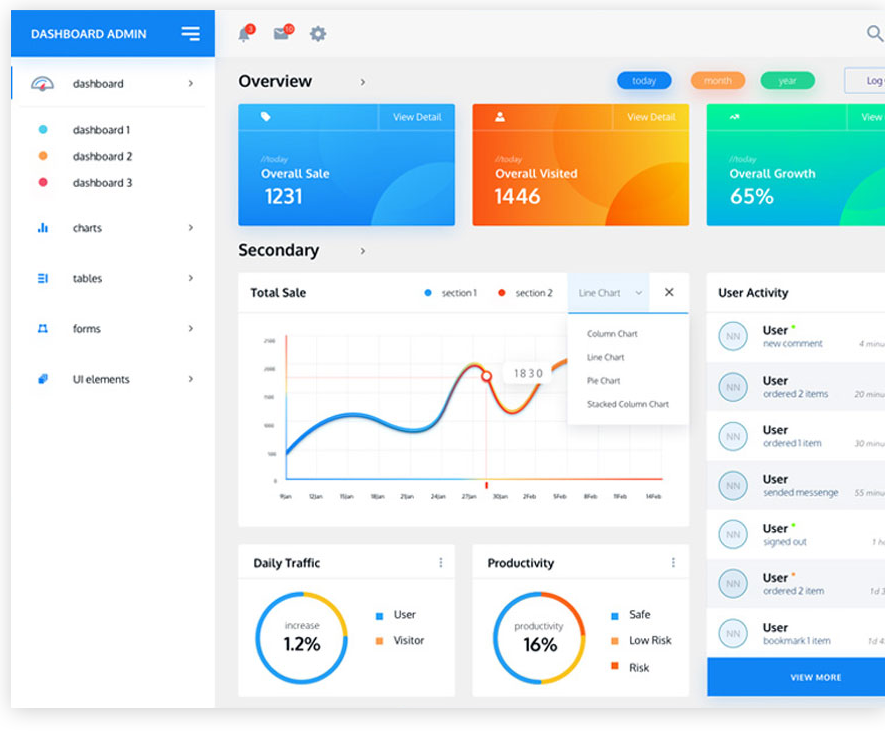 DASHBOARD ADMIN
3
10
dashboard
dashboard 1
dashboard 2
dashboard 3
charts
tables
forms
UI elements
Overview
today
month
year
Log
View Detail
//today
Overall Sale
1231
View Detail
//today
Overall Visited
1446
View
//today
Overall Growth
65%
Secondary
Total Sale
section 1
section 2
Line Chart
Column Chart
Line Chart
Pie Chart
Stacked Column Chart
2500
2000
1500
1000
500
0
1830
9Jan
12Jan
15Jan
18Jan
21Jan
24Jan
27Jan
30Jan
2Feb
5Feb
8Feb
11Feb
14Feb
User Activity
NN
User
new comment
4 minu
NN
User
ordered 2 items
20 minu
NN
User
ordered 1 item
30 minu
NN
User
sended messenge
55 minu
NN
User
signed out
1 ho
NN
User
ordered 2 item
1d 3
NN
User
bookmark 1 item
1d 4
VIEW MORE
Daily Traffic
increase
1.2%
User
Visitor
Productivity
productivity
16%
Safe
Low Risk
Risk